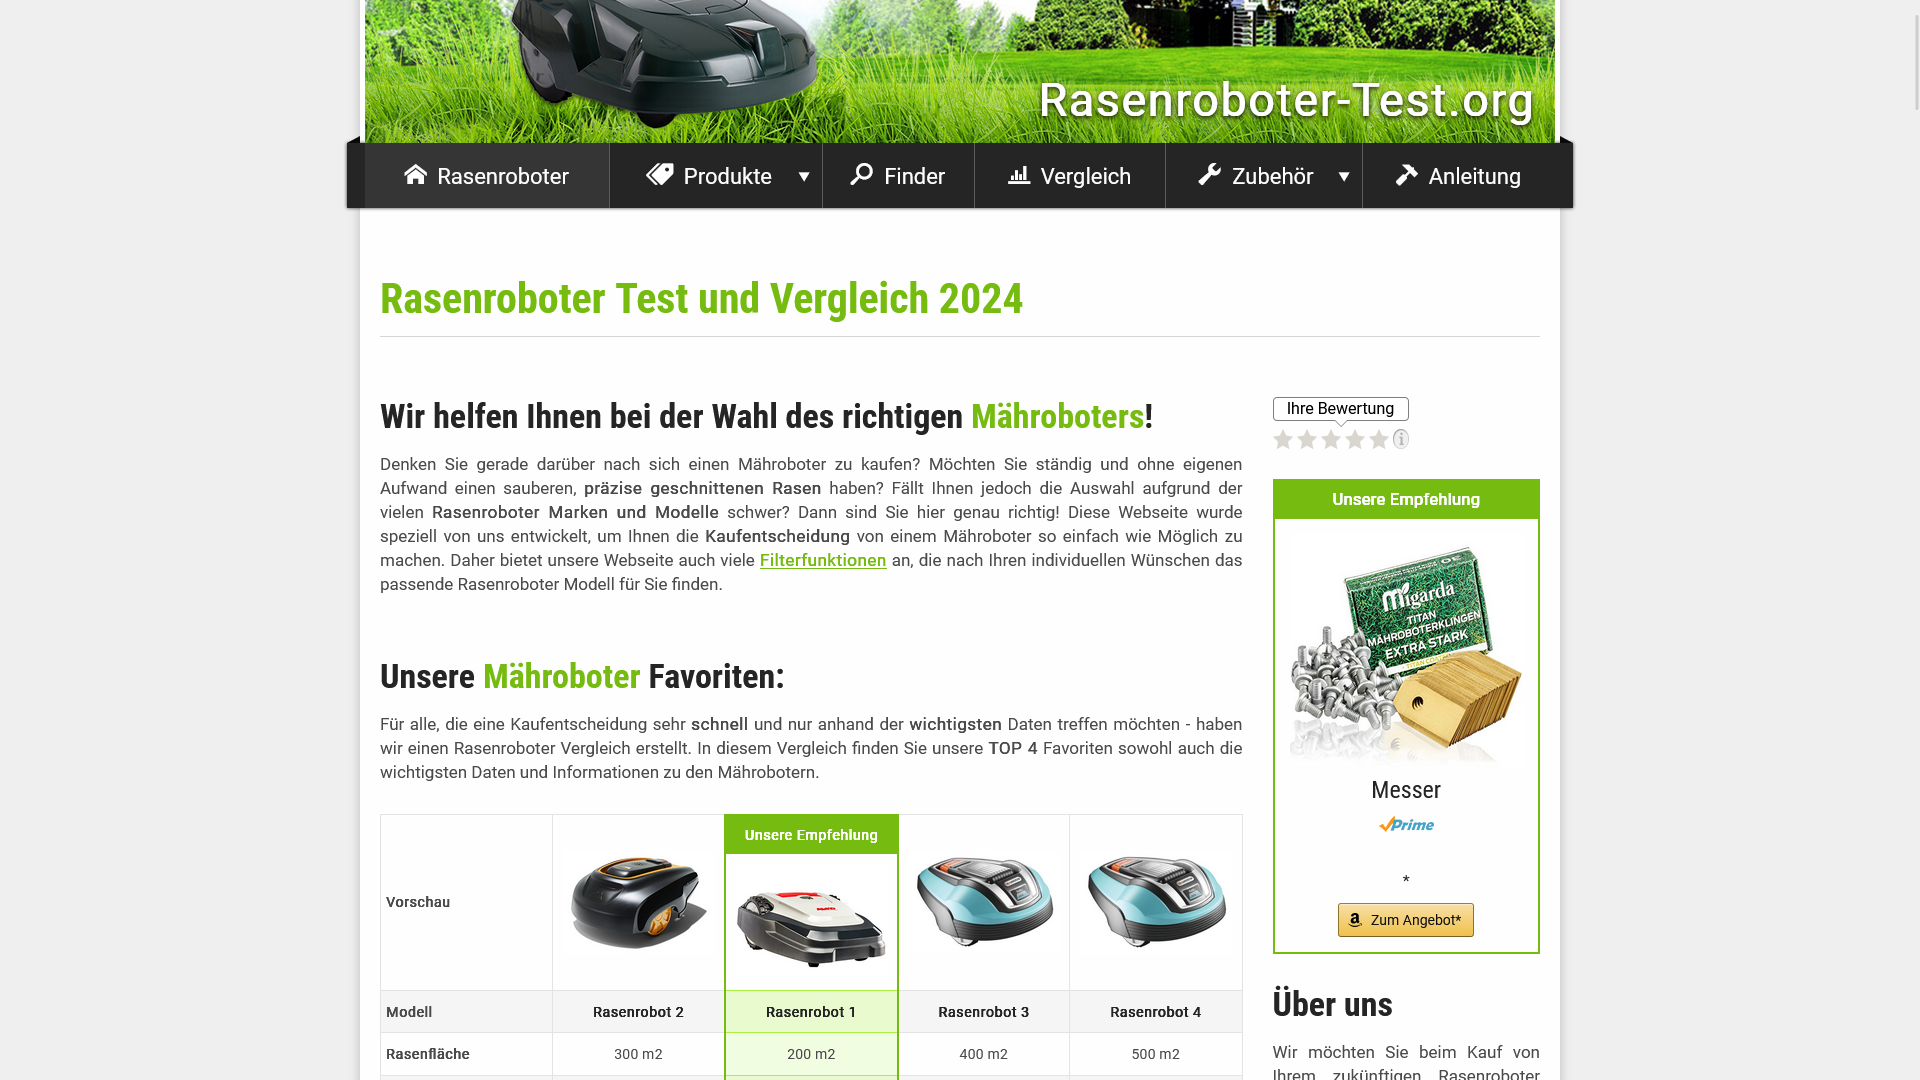 Rasenroboter-Test.org
Rasenroboter
Produkte
Finder
Vergleich
Zubehör
Anleitung
Rasenroboter Test und Vergleich 2024
Wir helfen Ihnen bei der Wahl des richtigen Mähroboters!
Denken Sie gerade darüber nach sich einen Mähroboter zu kaufen? Möchten Sie ständig und ohne eigenen
Aufwand einen sauberen, präzise geschnittenen Rasen haben? Fällt Ihnen jedoch die Auswahl aufgrund der
vielen Rasenroboter Marken und Modelle schwer? Dann sind Sie hier genau richtig! Diese Webseite wurde
speziell von uns entwickelt, um Ihnen die Kaufentscheidung von einem Mähroboter so einfach wie Möglich zu
machen. Daher bietet unsere Webseite auch viele Filterfunktionen an, die nach Ihren individuellen Wünschen das
passende Rasenroboter Modell für Sie finden.
Unsere Mähroboter Favoriten:
Für alle, die eine Kaufentscheidung sehr schnell und nur anhand der wichtigsten Daten treffen möchten - haben
wir einen Rasenroboter Vergleich erstellt. In diesem Vergleich finden Sie unsere TOP 4 Favoriten sowohl auch die
wichtigsten Daten und Informationen zu den Mährobotern.
Unsere Empfehlung
Vorschau
Modell Rasenrobot 2 Rasenrobot 1 Rasenrobot 3 Rasenrobot 4
Rasenfläche 300 m2 200 m2 400 m2 500 m2
Ihre Bewertung
Unsere Empfehlung
Migarda
TITAN
MÄHROBOTERKLINGEN
EXTRA STARK
Messer
Prime
*
Zum Angebot*
Über uns
Wir möchten Sie beim Kauf von
Ihrem zukünftigen Rasenroboter